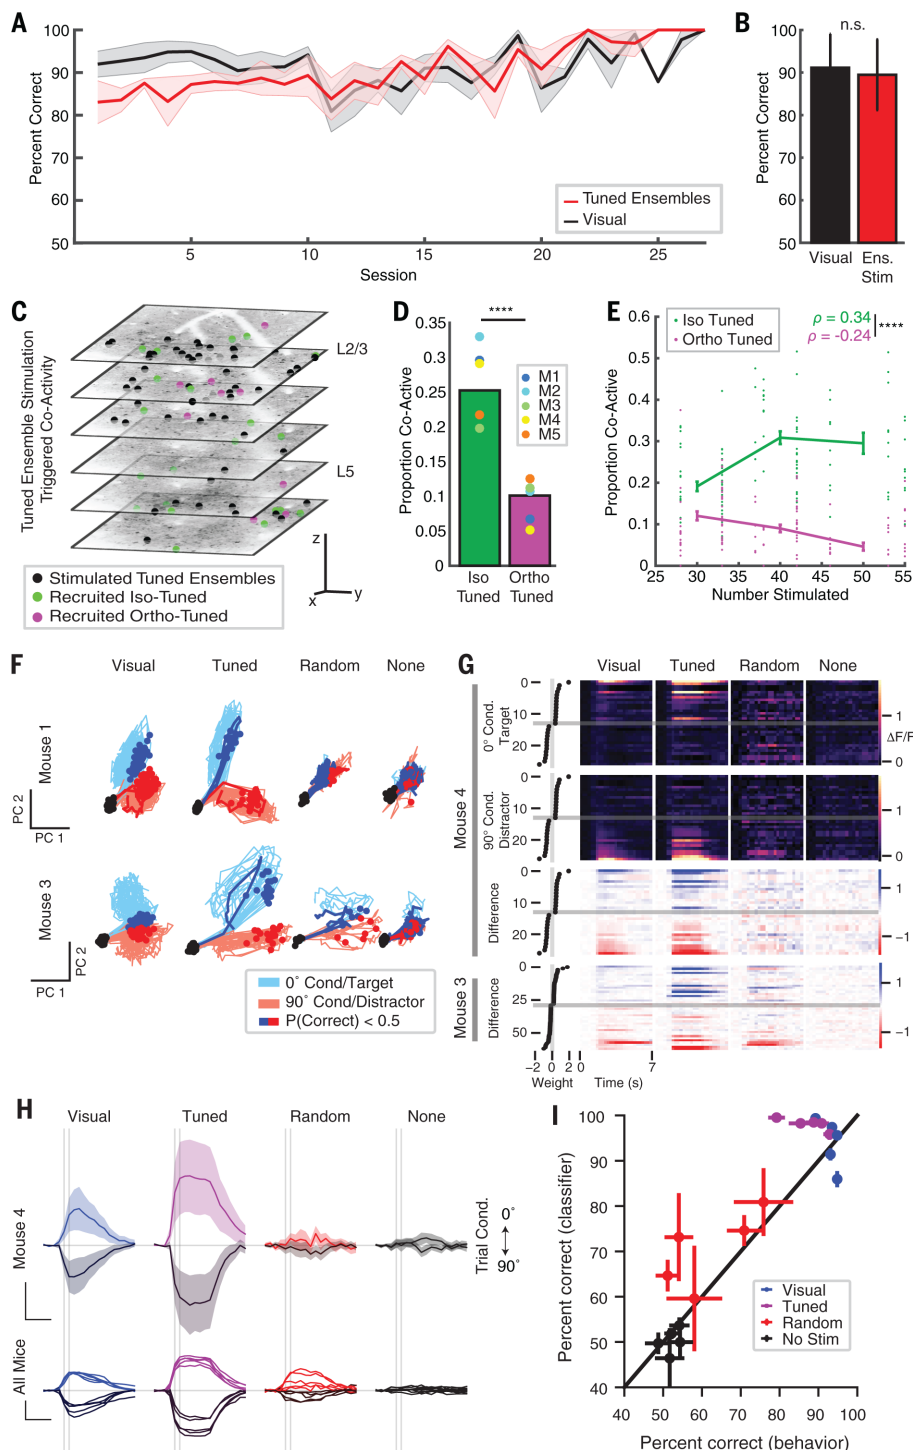 A
100
90
80
70
60
50
Percent Correct
5
10
15
20
25
Session
Tuned Ensembles
Visual
B
n.s.
100
90
80
70
60
50
Percent Correct
Visual
Ens.
Stim
C
Tuned Ensemble Stimulation
Triggered Co-Activity
L2/3
L5
z
x
y
Stimulated Tuned Ensembles
Recruited Iso-Tuned
Recruited Ortho-Tuned
D
****
0.35
0.3
0.25
0.2
0.15
0.1
0.05
0
Proportion Co-Active
M1
M2
M3
M4
M5
Iso
Tuned
Ortho
Tuned
E
0.6
0.5
0.4
0.3
0.2
0.1
0
Proportion Co-Active
Iso Tuned
Ortho Tuned
ρ = 0.34
ρ = -0.24
****
25
30
35
40
45
50
55
Number Stimulated
F
Visual
Tuned
Random
None
Mouse 1
PC 2
PC 1
Mouse 3
PC 2
PC 1
0° Cond/Target
90° Cond/Distractor
P(Correct) < 0.5
G
Visual
Tuned
Random
None
Mouse 4
0° Cond.
Target
0
10
20
1
ΔF/F
0
90° Cond.
Distractor
0
10
20
1
0
Difference
0
10
20
1
−1
Mouse 3
Difference
0
25
50
1
−1
−2
0
2
Weight
0
7
Time (s)
H
Visual
Tuned
Random
None
Mouse 4
Trial Cond.
0°
90°
All Mice
I
100
90
80
70
60
50
40
Percent correct (classifier)
Visual
Tuned
Random
No Stim
40
50
60
70
80
90
100
Percent correct (behavior)